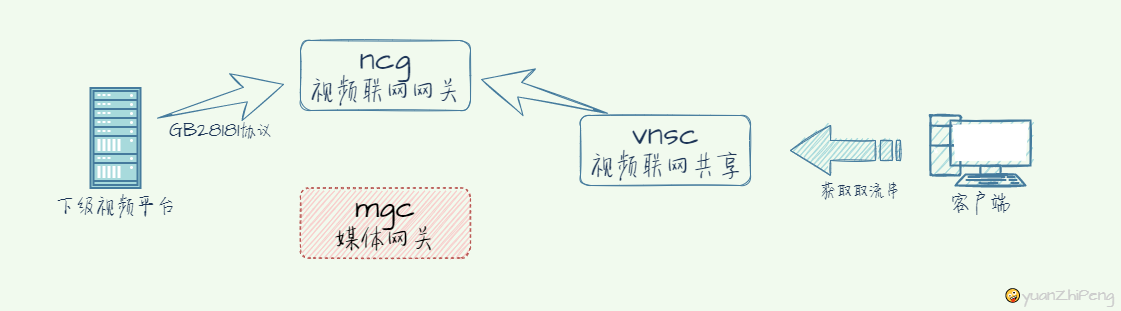 ncg
视频联网网关
GB28181协议
下级视频平台
mgc
媒体网关
vnsc
视频联网共享
获取取流串
客户端
yuanZhiPeng